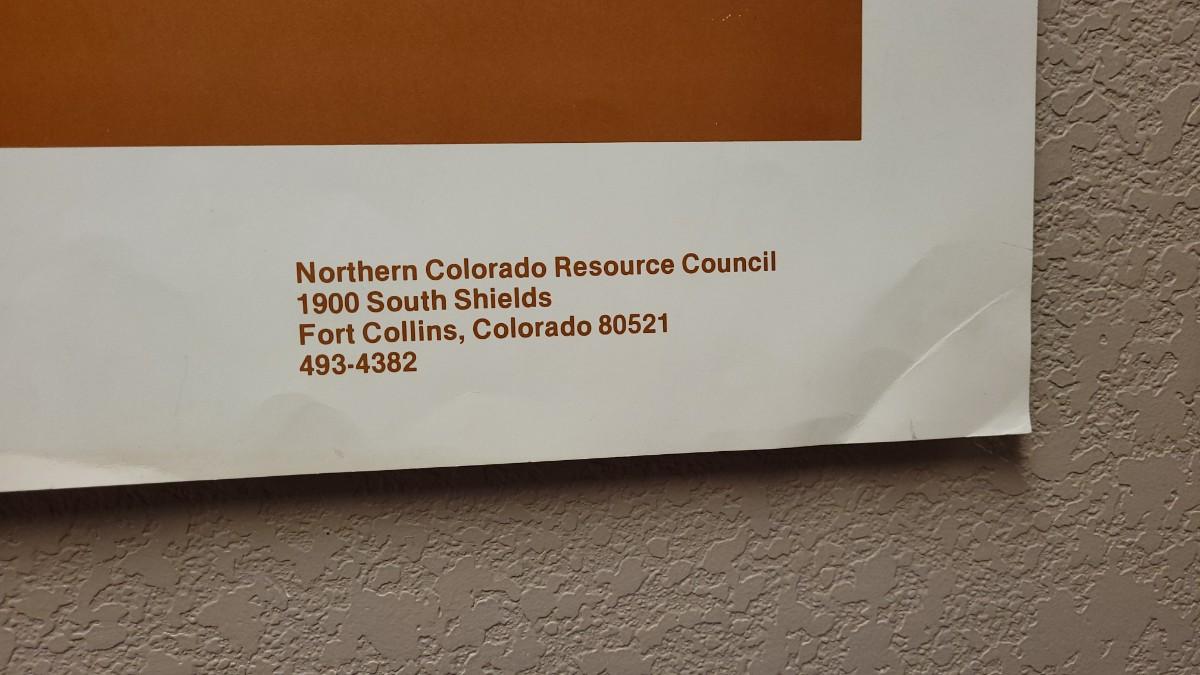 Northern Colorado Resource Council
1900 South Shields
Fort Collins, Colorado 80521
493-4382